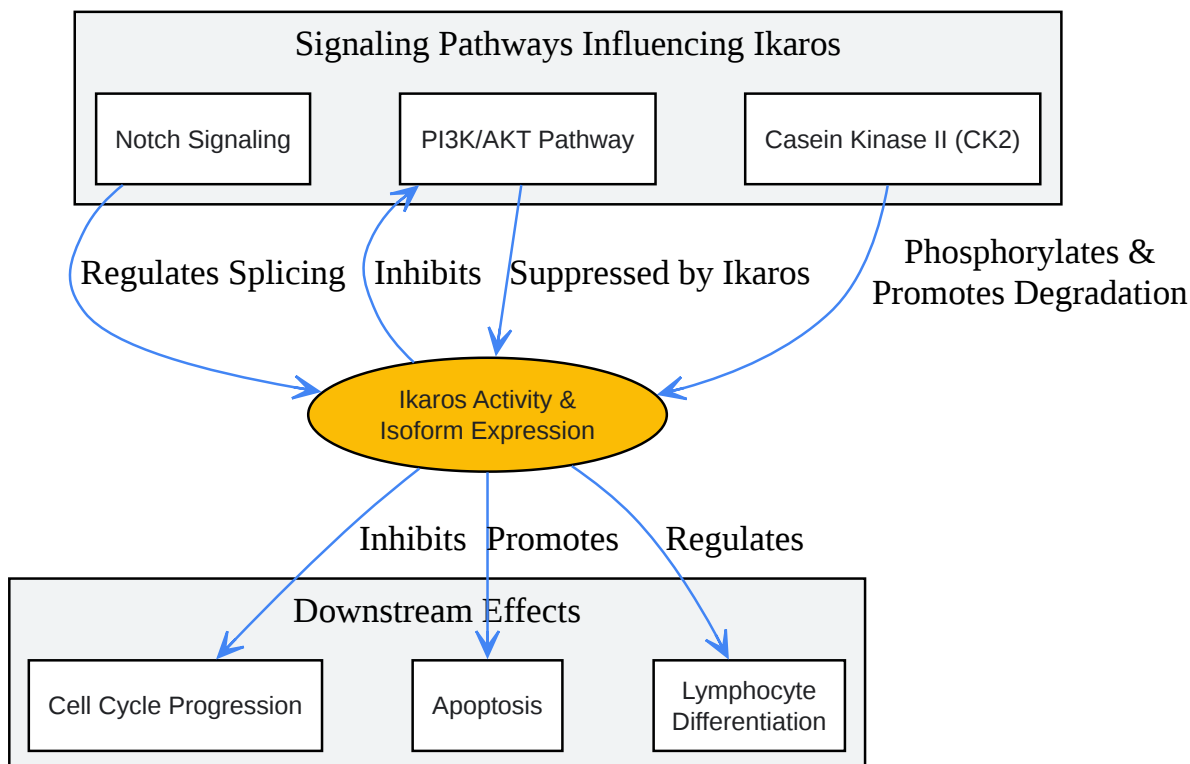 Signaling Pathways Influencing Ikaros
Notch Signaling
PI3K/AKT Pathway
Casein Kinase II (CK2)
Regulates Splicing
Inhibits
Suppressed by Ikaros
Phosphorylates &
Promotes Degradation
Ikaros Activity &
Isoform Expression
Inhibits
Promotes
Regulates
Downstream Effects
Cell Cycle Progression
Apoptosis
Lymphocyte
Differentiation